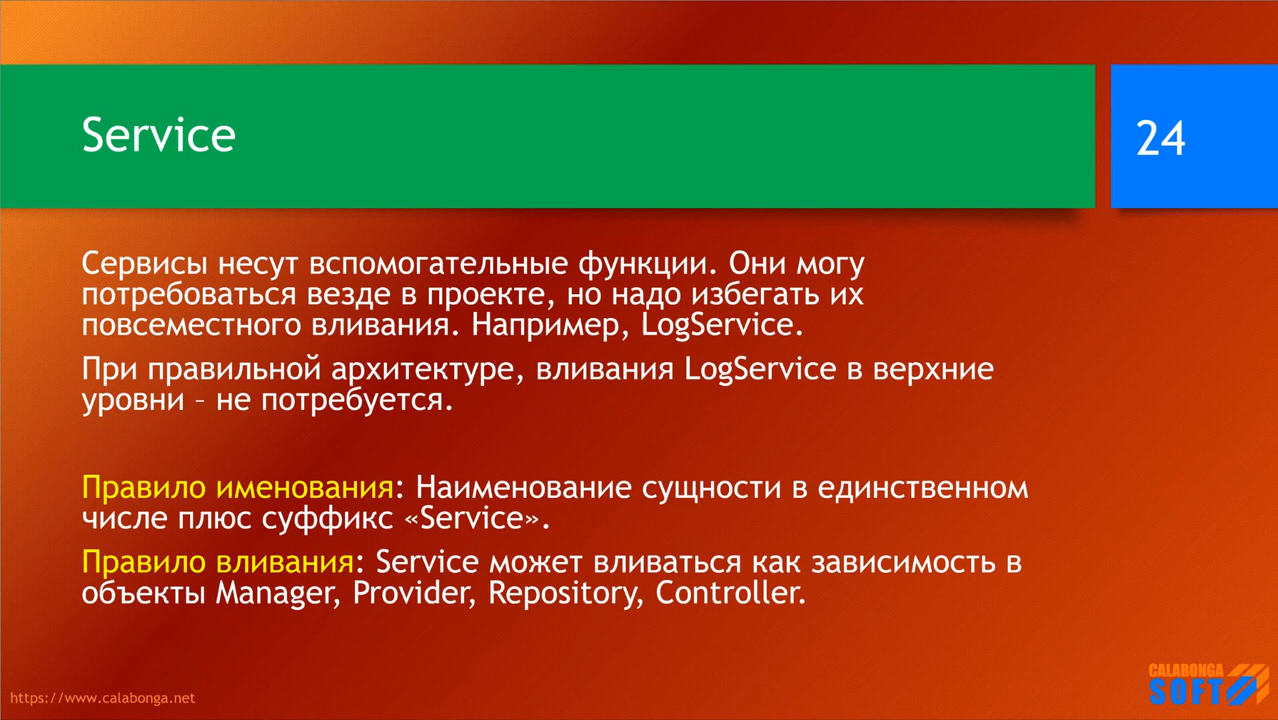 Service
24
Сервисы несут вспомогательные функции. Они могу
потребоваться везде в проекте, но надо избегать их
повсеместного вливания. Например, LogService.
При правильной архитектуре, вливания LogService в верхние
уровни – не потребуется.
Правило именования: Наименование сущности в единственном
числе плюс суффикс «Service».
Правило вливания: Service может вливаться как зависимость в
объекты Manager, Provider, Repository, Controller.
https://www.calabonga.net
CALABONGA
SOFT